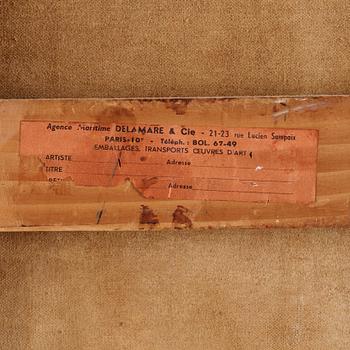 Agence Maritime DELAMARE & Cie - 21-23 rue Lucien Sampaix
PARIS-10e - Téléph.: BOL. 67-49
EMBALLAGES, TRANSPORTS ŒUVRES D'ART
ARTISTE Adresse
TITRE
Adresse